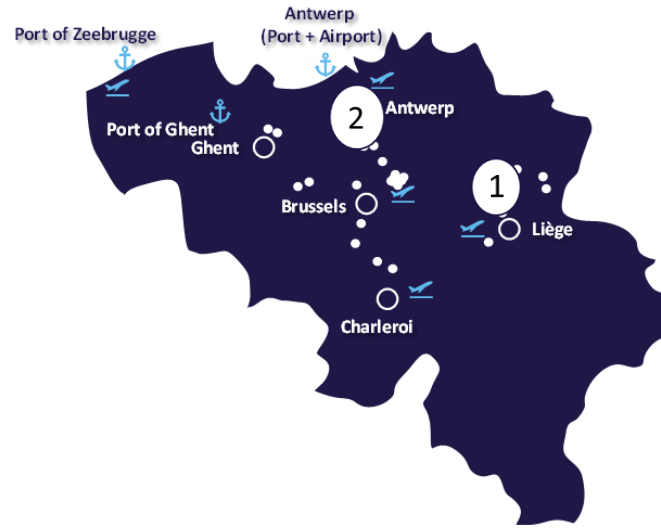 Antwerp
(Port + Airport)
Port of Zeebrugge
2
Antwerp
Port of Ghent
Ghent
1
Brussels
Liège
Charleroi